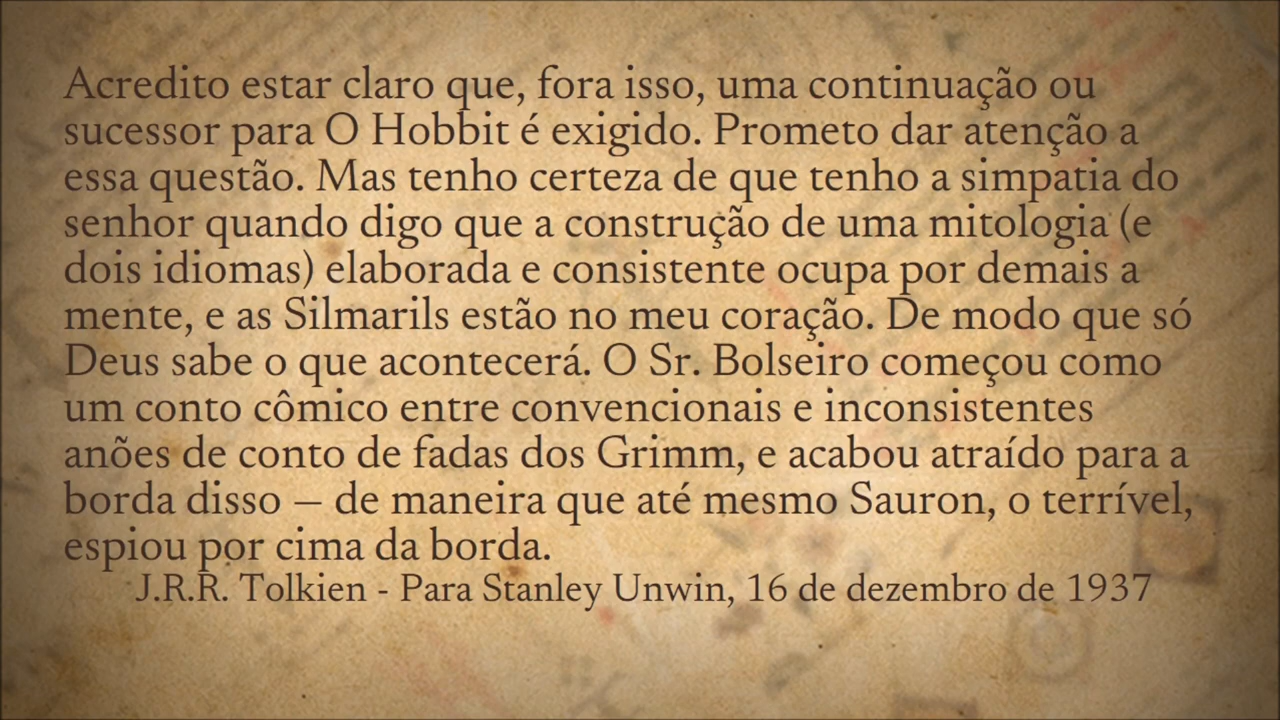 Acredito estar claro que, fora isso, uma continuação ou
sucessor para O Hobbit é exigido. Prometo dar atenção a
essa questão. Mas tenho certeza de que tenho a simpatia do
senhor quando digo que a construção de uma mitologia (e
dois idiomas) elaborada e consistente ocupa por demais a
mente, e as Silmarils estão no meu coração. De modo que só
Deus sabe o que acontecerá. O Sr. Bolseiro começou como
um conto cômico entre convencionais e inconsistentes
anões de conto de fadas dos Grimm, e acabou atraído para a
borda disso — de maneira que até mesmo Sauron, o terrível,
espiou por cima da borda.
J.R.R. Tolkien - Para Stanley Unwin, 16 de dezembro de 1937